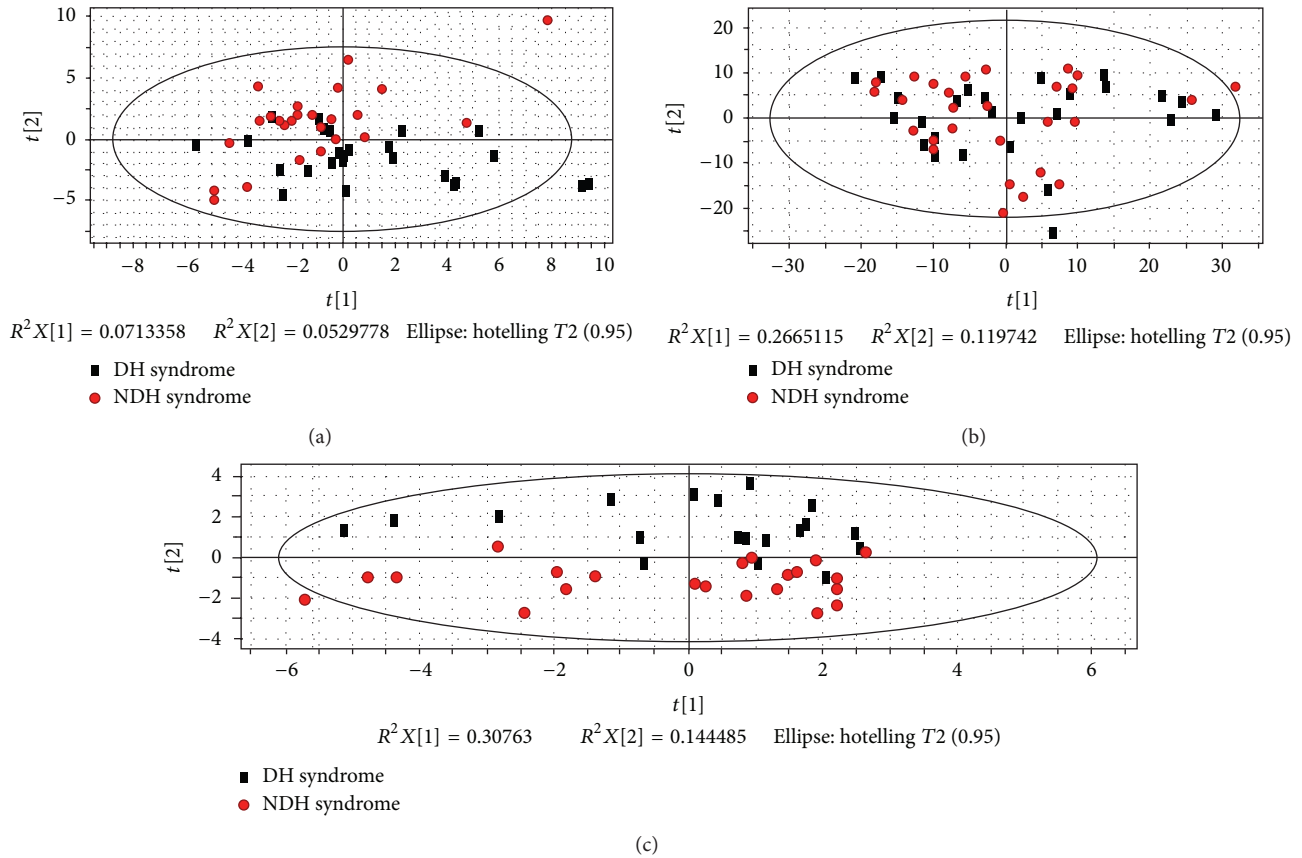 10
5
0
−5
t[2]
−8 −6 −4 −2 0 2 4 6 8 10
t[1]
R²X[1] = 0.0713358 R²X[2] = 0.0529778 Ellipse: hotelling T2 (0.95)
DH syndrome
NDH syndrome
(a)
20
10
0
−10
−20
t[2]
−30 −20 −10 0 10 20 30
t[1]
R²X[1] = 0.2665115 R²X[2] = 0.119742 Ellipse: hotelling T2 (0.95)
DH syndrome
NDH syndrome
(b)
4
2
0
−2
−4
t[2]
−6 −4 −2 0 2 4 6
t[1]
R²X[1] = 0.30763 R²X[2] = 0.144485 Ellipse: hotelling T2 (0.95)
DH syndrome
NDH syndrome
(c)